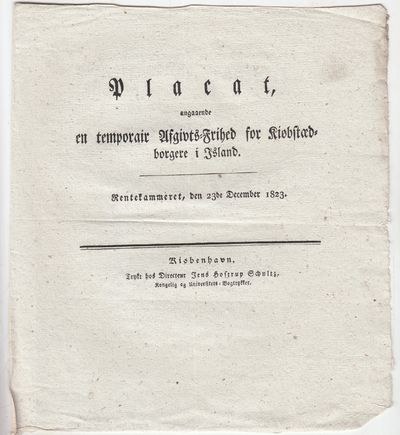 Placat,
angaaende
en temporair Afgivts-Frihed for Kiøbstæd-
borgere i Island.
Rentekammeret, den 23de December 1823.
Kiøbenhavn.
Trykt hos Directeur Jens Hostrup Schultz,
Kongelig og Universitets-Bogtrykker.